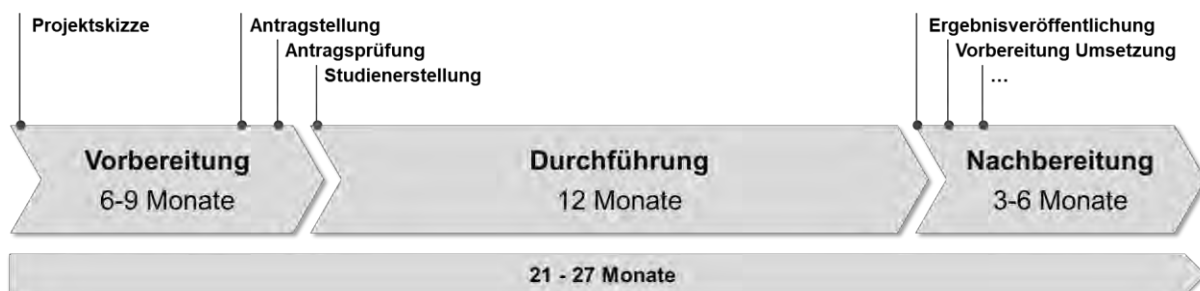 Projektskizze
Antragstellung
Antragsprüfung
Studienerstellung
Ergebnisveröffentlichung
Vorbereitung Umsetzung
...
Vorbereitung
6-9 Monate
Durchführung
12 Monate
Nachbereitung
3-6 Monate
21 - 27 Monate